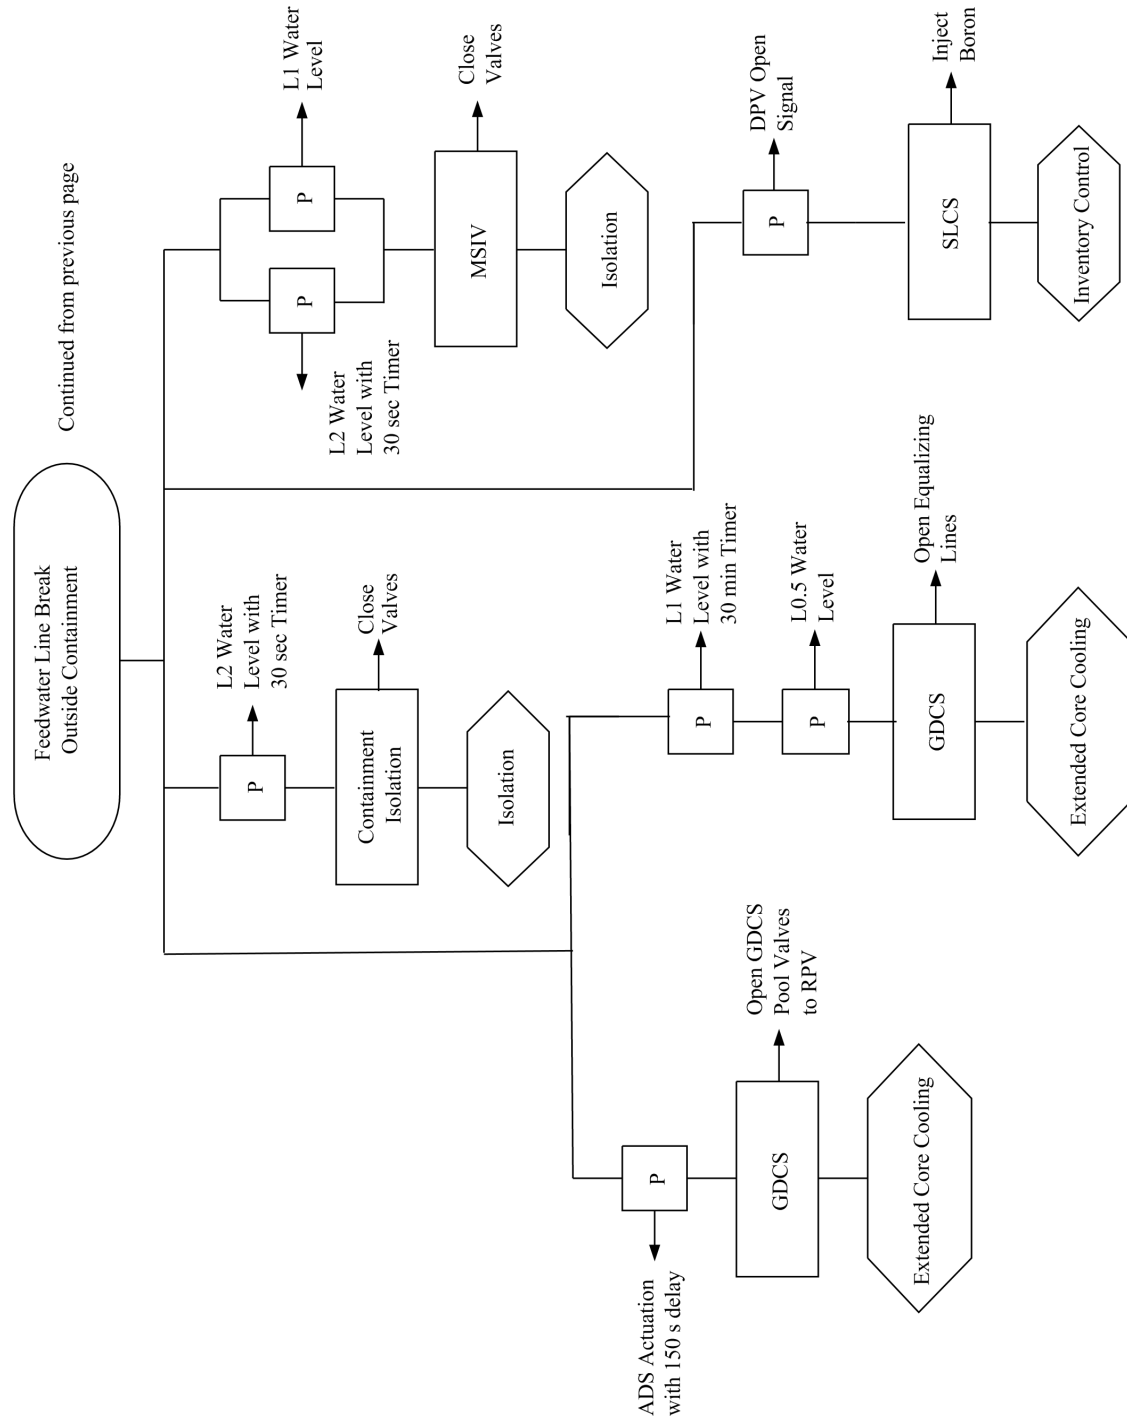 Continued from previous page
Feedwater Line Break
Outside Containment
L2 Water
Level with
30 sec Timer
P
Containment
Isolation
Close
Valves
Isolation
L2 Water
Level with
30 sec Timer
P
P
L1 Water
Level
MSIV
Close
Valves
Isolation
ADS Actuation
with 150 s delay
P
GDCS
Open GDCS
Pool Valves
to RPV
Extended Core Cooling
P
L1 Water
Level with
30 min Timer
P
L0.5 Water
Level
GDCS
Open Equalizing
Lines
Extended Core Cooling
P
DPV Open
Signal
SLCS
Inject
Boron
Inventory Control